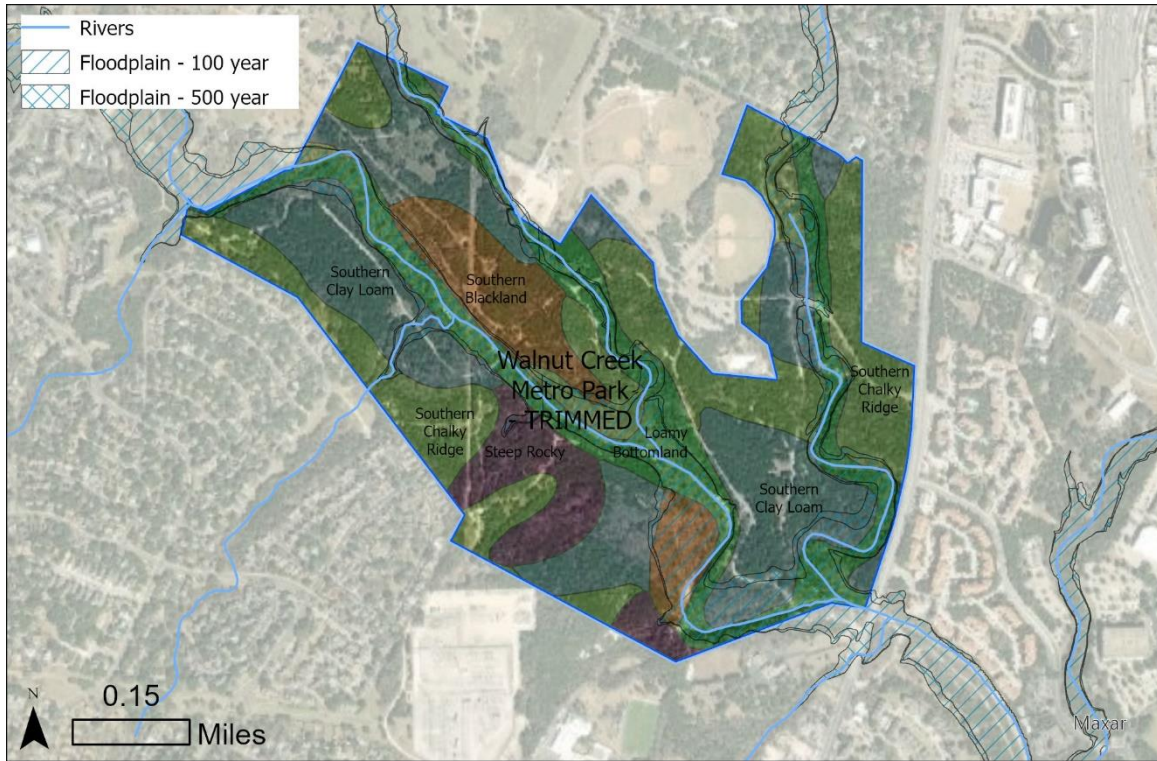 Rivers
Floodplain - 100 year
Floodplain - 500 year
Southern
Clay Loam
Southern
Blackland
Walnut Creek
Metro Park
TRIMMED
Southern
Chalky
Ridge
Southern
Chalky
Ridge
Steep Rocky
Loamy
Bottomland
Southern
Clay Loam
N
0.15
Miles
Maxar